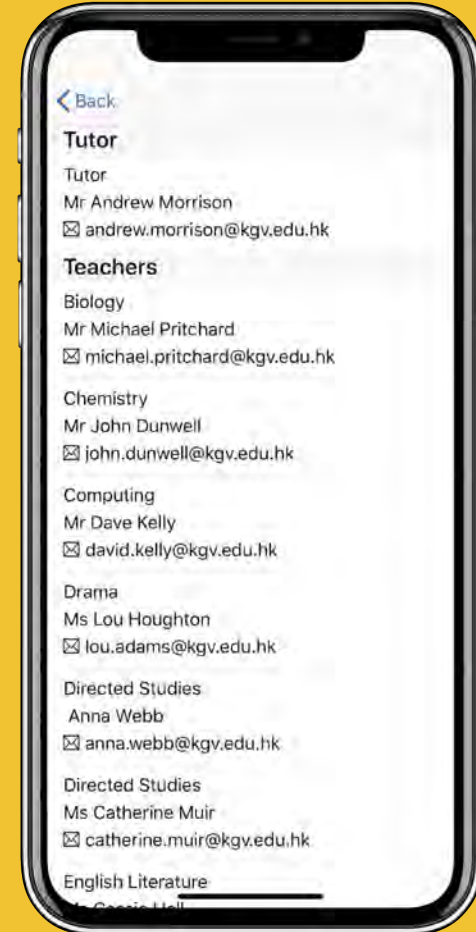 Back
Tutor
Tutor
Mr Andrew Morrison
andrew.morrison@kgv.edu.hk
Teachers
Biology
Mr Michael Pritchard
michael.pritchard@kgv.edu.hk
Chemistry
Mr John Dunwell
john.dunwell@kgv.edu.hk
Computing
Mr Dave Kelly
david.kelly@kgv.edu.hk
Drama
Ms Lou Houghton
lou.adams@kgv.edu.hk
Directed Studies
Anna Webb
anna.webb@kgv.edu.hk
Directed Studies
Ms Catherine Muir
catherine.muir@kgv.edu.hk
English Literature